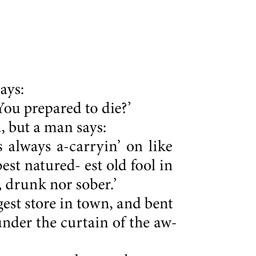 ays:
You prepared to die?’
, but a man says:
s always a-carryin’ on like
best natured- est old fool in
, drunk nor sober.’
gest store in town, and bent
under the curtain of the aw-